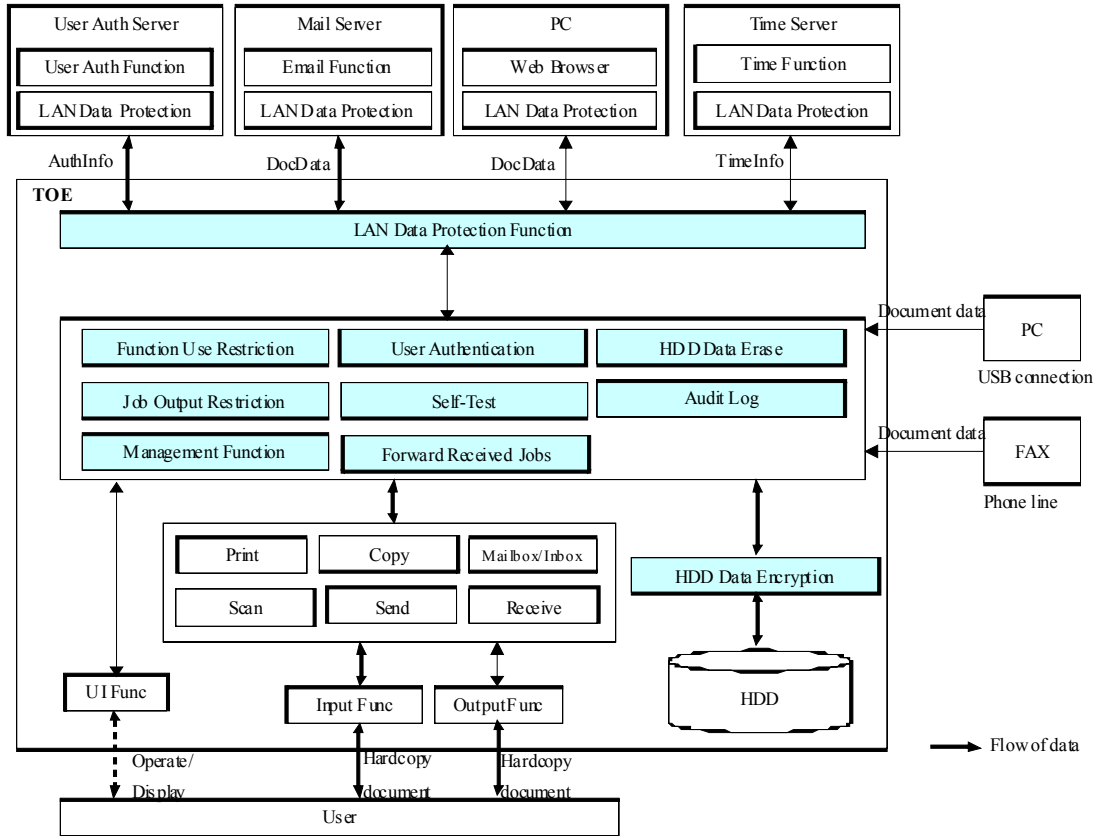 User Auth Server
Mail Server
PC
Time Server
User Auth Function
Email Function
Web Browser
Time Function
LAN Data Protection
LAN Data Protection
LAN Data Protection
LAN Data Protection
AuthInfo
DocData
DocData
TimeInfo
TOE
LAN Data Protection Function
Document data
PC
USB connection
Function Use Restriction
User Authentication
HDD Data Erase
Job Output Restriction
Self-Test
Audit Log
Management Function
Forward Received Jobs
Document data
FAX
Phone line
Print
Copy
Mailbox/Inbox
Scan
Send
Receive
HDD Data Encryption
HDD
UI Func
Input Func
Output Func
Flow of data
Operate/
Display
Hardcopy
document
Hardcopy
document
User